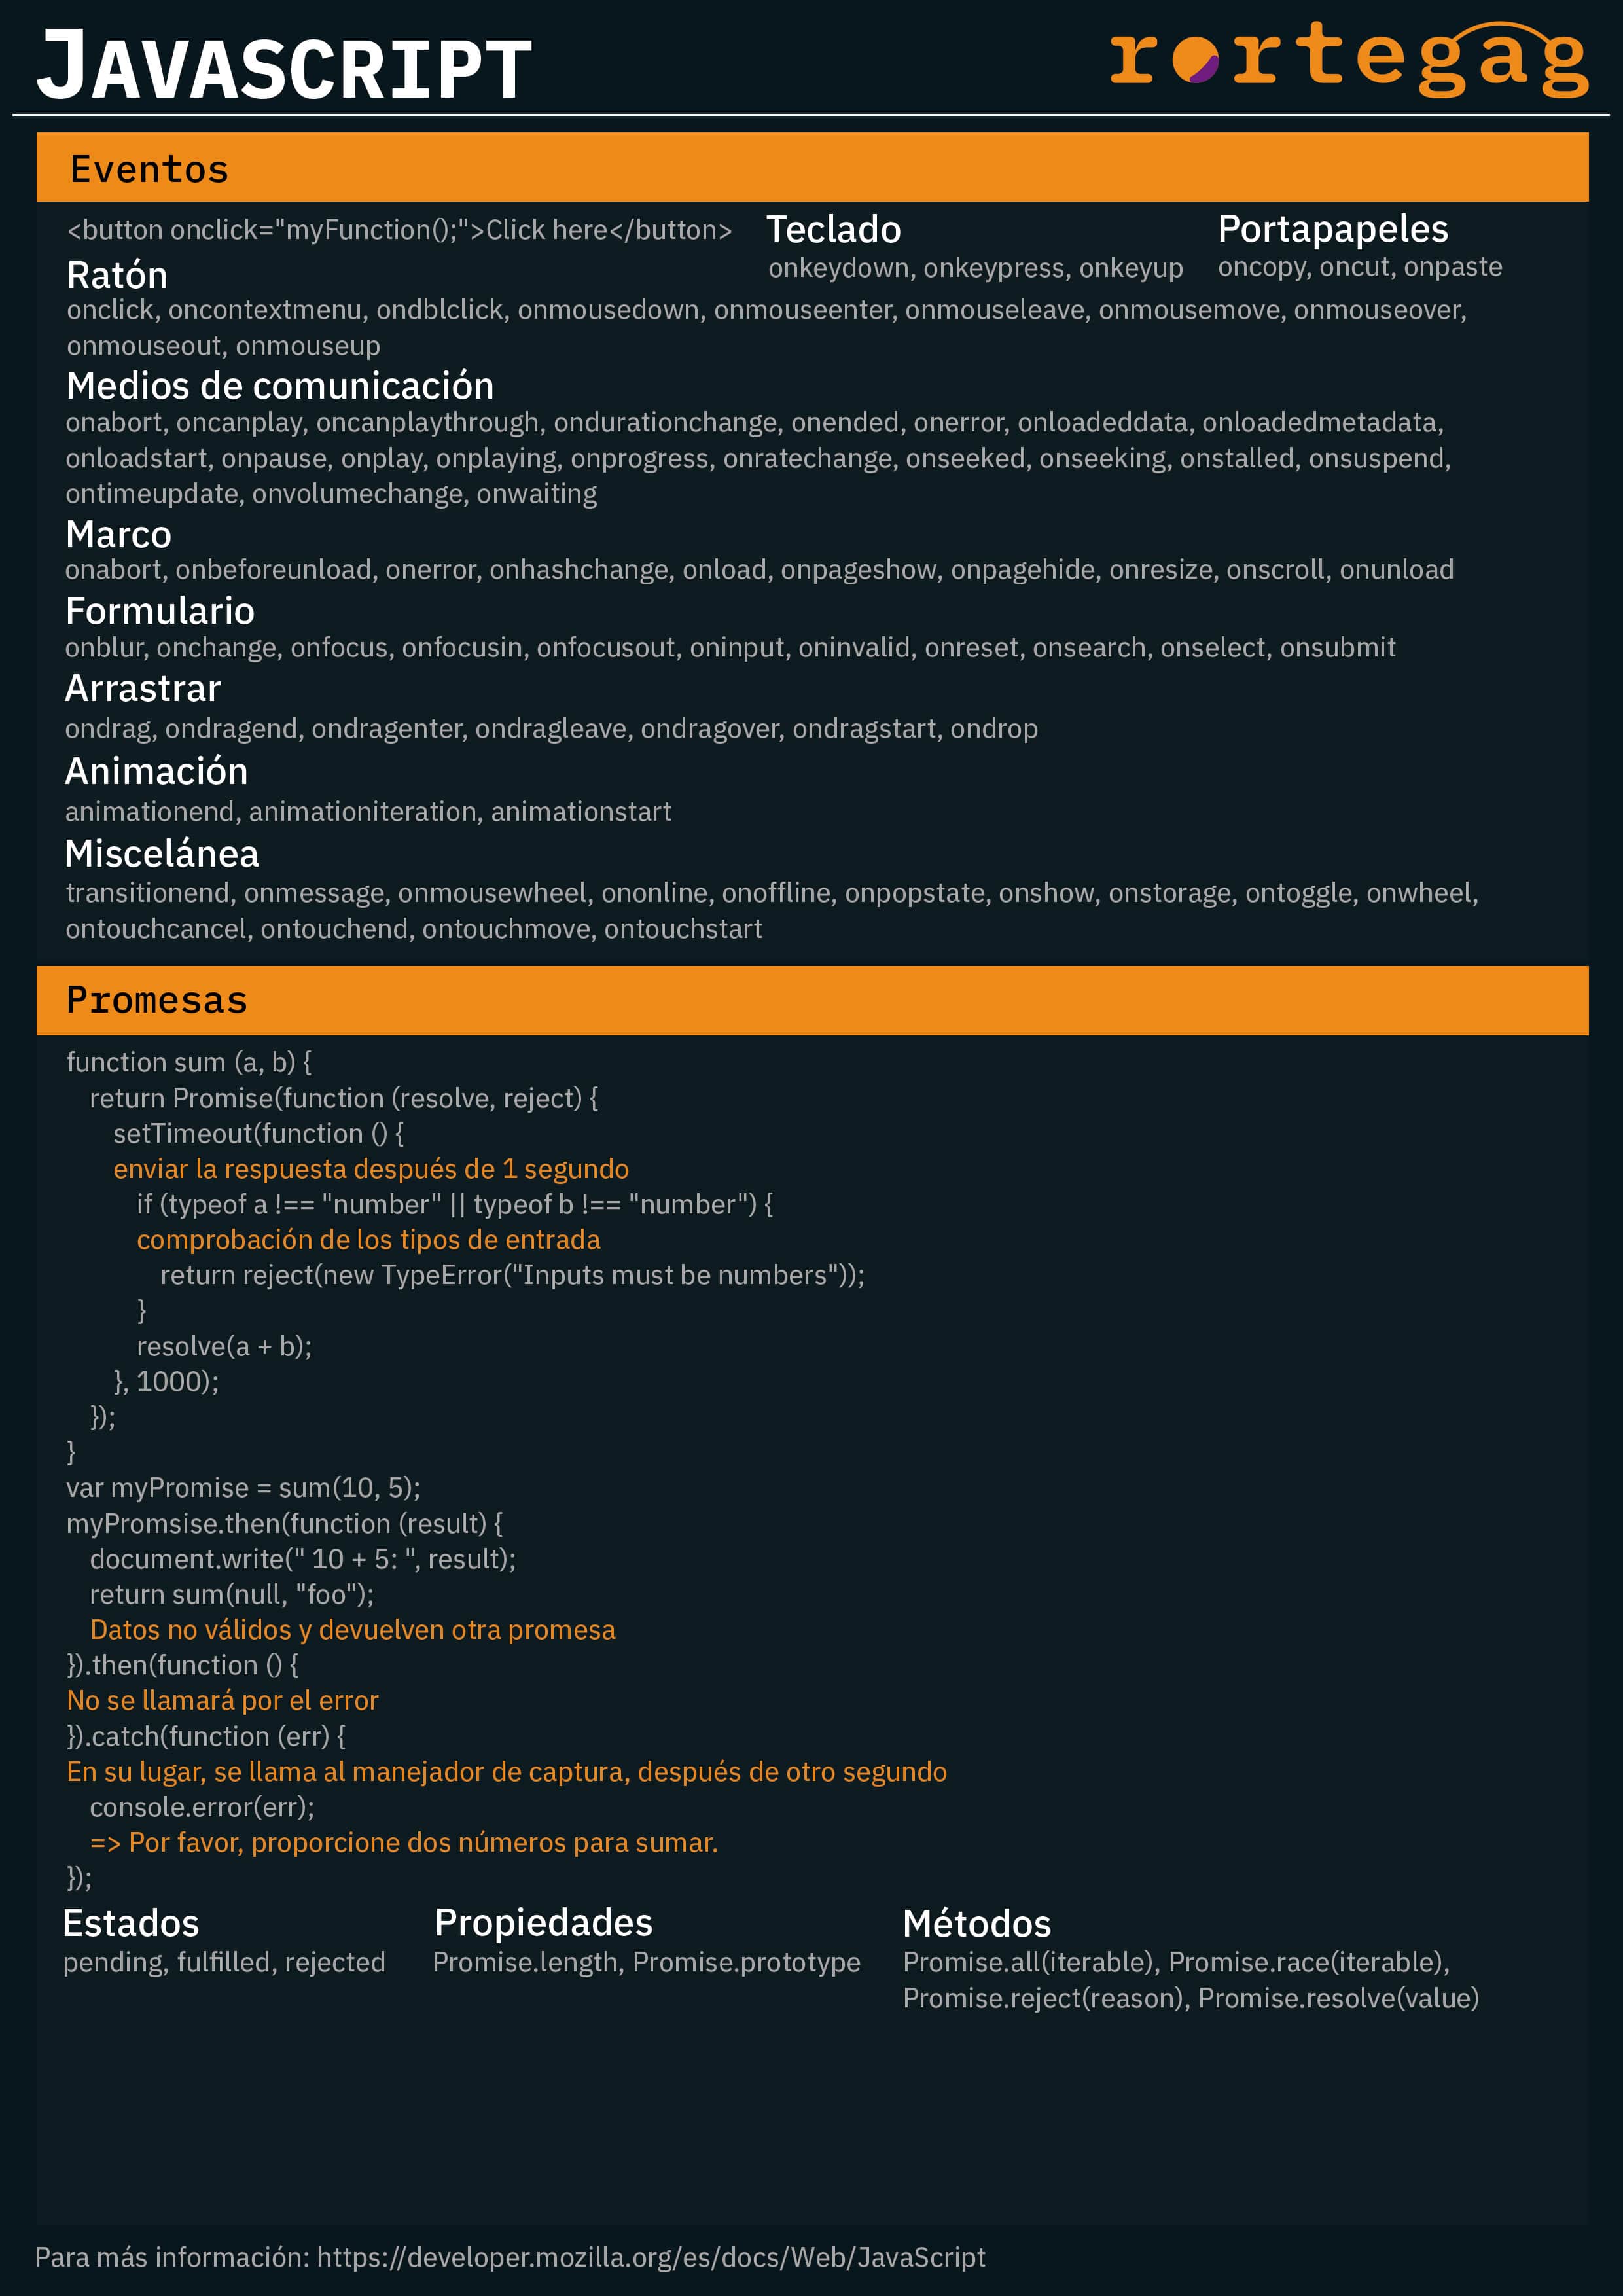 JAVASCRIPT
rortegag
Eventos
<button onclick="myFunction();">Click here</button>
Teclado
onkeydown, onkeypress, onkeyup
Portapapeles
oncopy, oncut, onpaste
Ratón
onclick, oncontextmenu, ondblclick, onmousedown, onmouseenter, onmouseleave, onmousemove, onmouseover,
onmouseout, onmouseup
Medios de comunicación
onabort, oncanplay, oncanplaythrough, ondurationchange, onended, onerror, onloadeddata, onloadedmetadata,
onloadstart, onpause, onplay, onplaying, onprogress, onratechange, onseeked, onseeking, onstalled, onsuspend,
ontimeupdate, onvolumechange, onwaiting
Marco
onabort, onbeforeunload, onerror, onhashchange, onload, onpageshow, onpagehide, onresize, onscroll, onunload
Formulario
onblur, onchange, onfocus, onfocusin, onfocusout, oninput, oninvalid, onreset, onsearch, onselect, onsubmit
Arrastrar
ondrag, ondragend, ondragenter, ondragleave, ondragover, ondragstart, ondrop
Animación
animationend, animationiteration, animationstart
Miscelánea
transitionend, onmessage, onmousewheel, ononline, onoffline, onpopstate, onshow, onstorage, ontoggle, onwheel,
ontouchcancel, ontouchend, ontouchmove, ontouchstart
Promesas
function sum (a, b) {
return Promise(function (resolve, reject) {
setTimeout(function () {
enviar la respuesta después de 1 segundo
if (typeof a !== "number" || typeof b !== "number") {
comprobación de los tipos de entrada
return reject(new TypeError("Inputs must be numbers"));
}
resolve(a + b);
}, 1000);
});
}
var myPromise = sum(10, 5);
myPromsise.then(function (result) {
document.write(" 10 + 5: ", result);
return sum(null, "foo");
Datos no válidos y devuelven otra promesa
}).then(function () {
No se llamará por el error
}).catch(function (err) {
En su lugar, se llama al manejador de captura, después de otro segundo
console.error(err);
=> Por favor, proporcione dos números para sumar.
});
Estados
pending, fulfilled, rejected
Propiedades
Promise.length, Promise.prototype
Métodos
Promise.all(iterable), Promise.race(iterable),
Promise.reject(reason), Promise.resolve(value)
Para más información: https://developer.mozilla.org/es/docs/Web/JavaScript